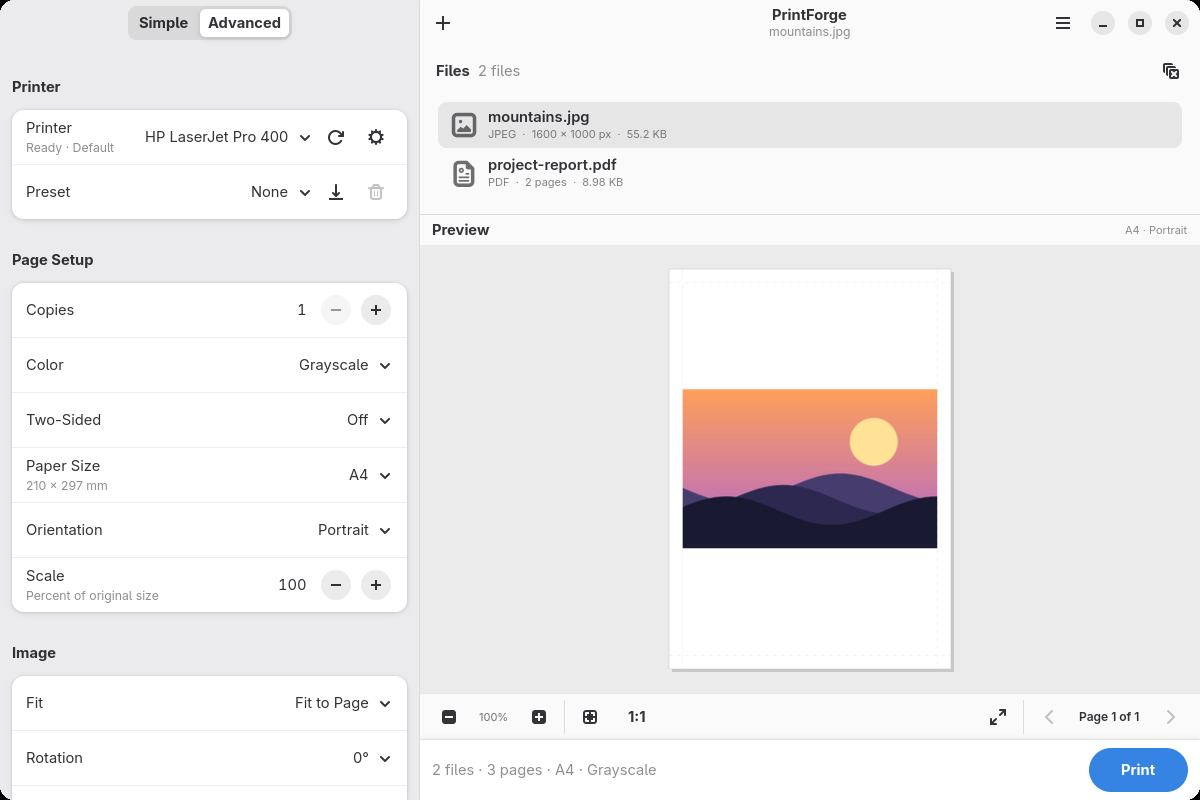 Simple Advanced
Printer
Printer
Ready · Default
HP LaserJet Pro 400
Preset
None
Page Setup
Copies
1
Color
Grayscale
Two-Sided
Off
Paper Size
210 × 297 mm
A4
Orientation
Portrait
Scale
Percent of original size
100
Image
Fit
Fit to Page
Rotation
0°
PrintForge
mountains.jpg
Files 2 files
mountains.jpg
JPEG · 1600 × 1000 px · 55.2 KB
project-report.pdf
PDF · 2 pages · 8.98 KB
Preview
A4 · Portrait
100%
1:1
Page 1 of 1
2 files · 3 pages · A4 · Grayscale
Print